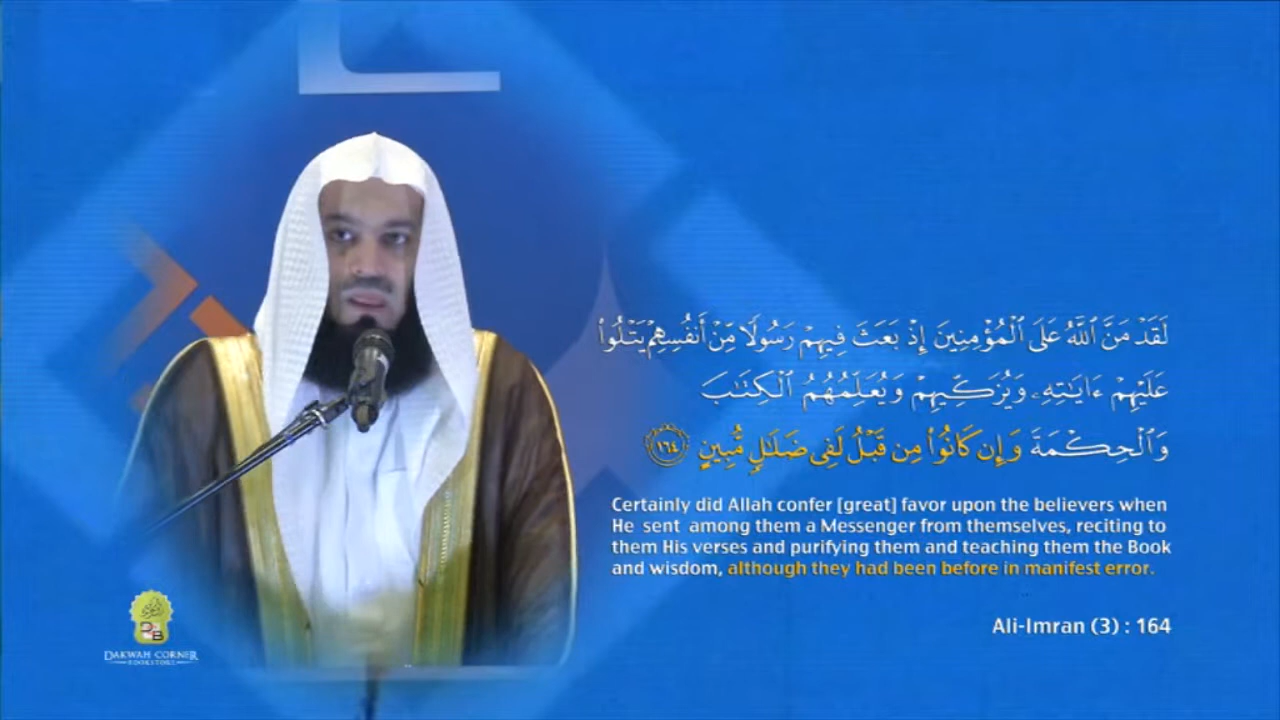 لَقَدْ مَنَّ ٱللَّهُ عَلَى ٱلْمُؤْمِنِينَ إِذْ بَعَثَ فِيهِمْ رَسُولًا مِّنْ أَنفُسِهِمْ يَتْلُوا۟
عَلَيْهِمْ ءَايَـٰتِهِۦ وَيُزَكِّيهِمْ وَيُعَلِّمُهُمُ ٱلْكِتَـٰبَ
وَٱلْحِكْمَةَ وَإِن كَانُوا۟ مِن قَبْلُ لَفِى ضَلَـٰلٍ مُّبِينٍ ١٦٤
Certainly did Allah confer [great] favor upon the believers when
He sent among them a Messenger from themselves, reciting to
them His verses and purifying them and teaching them the Book
and wisdom, although they had been before in manifest error.
Ali-Imran (3) : 164
DAKWAH CORNER
BOOKSTORE